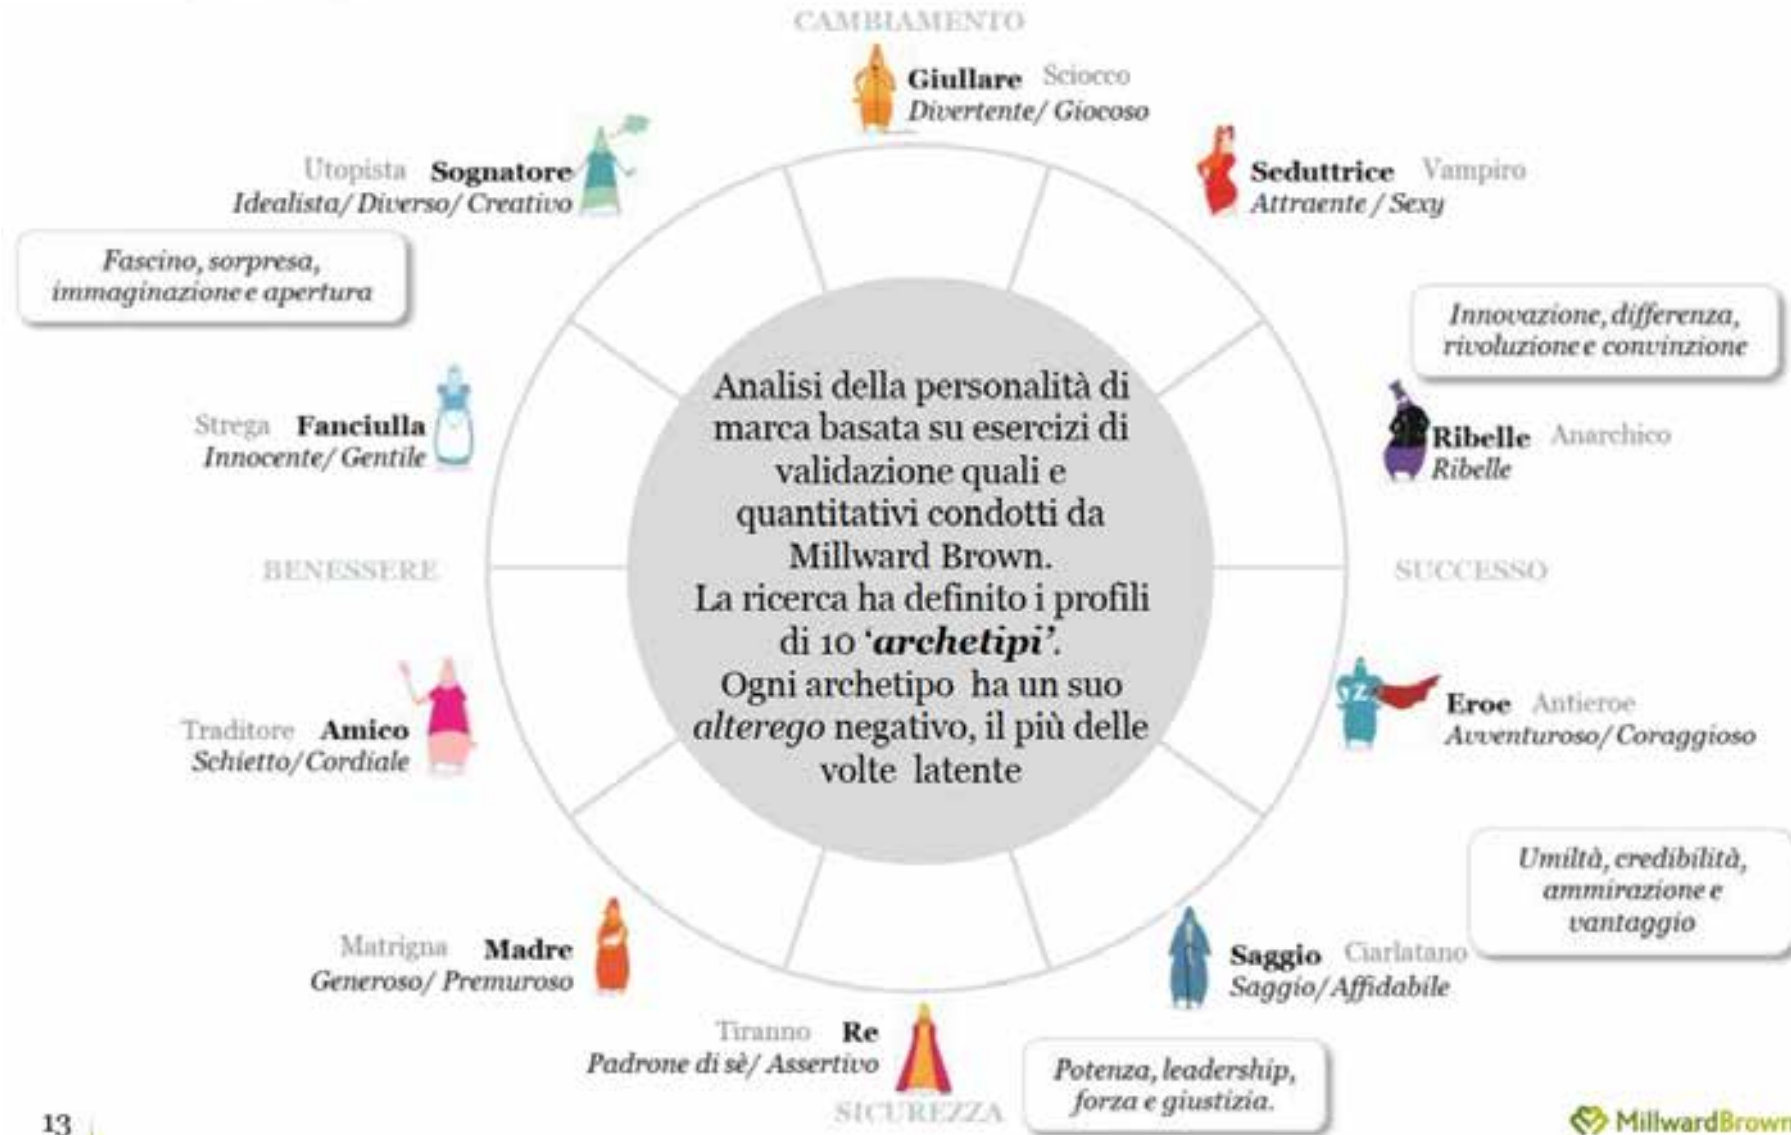 CAMBIAMENTO
Giullare Sciocco
Divertente/ Giocoso
Utopista Sognatore
Idealista/ Diverso/ Creativo
Seduttrice Vampiro
Attraente / Sexy
Fascino, sorpresa,
immaginazione e apertura
Innovazione, differenza,
rivoluzione e convinzione
Strega Fanciulla
Innocente/ Gentile
Ribelle Anarchico
Ribelle
Analisi della personalità di
marca basata su esercizi di
validazione quali e
quantitativi condotti da
Millward Brown.
La ricerca ha definito i profili
di 10 ‘archetipi’.
Ogni archetipo ha un suo
alterego negativo, il più delle
volte latente
BENESSERE
SUCCESSO
Traditore Amico
Schietto/Cordiale
Z
Eroe Antieroe
Avventuroso/Coraggioso
Umiltà, credibilità,
ammirazione e
vantaggio
Matrigna Madre
Generoso/ Premuroso
Saggio Ciarlatano
Saggio/Affidabile
Tiranno Re
Padrone di sè/ Assertivo
Potenza, leadership,
forza e giustizia.
SICUREZZA
13
MillwardBrown